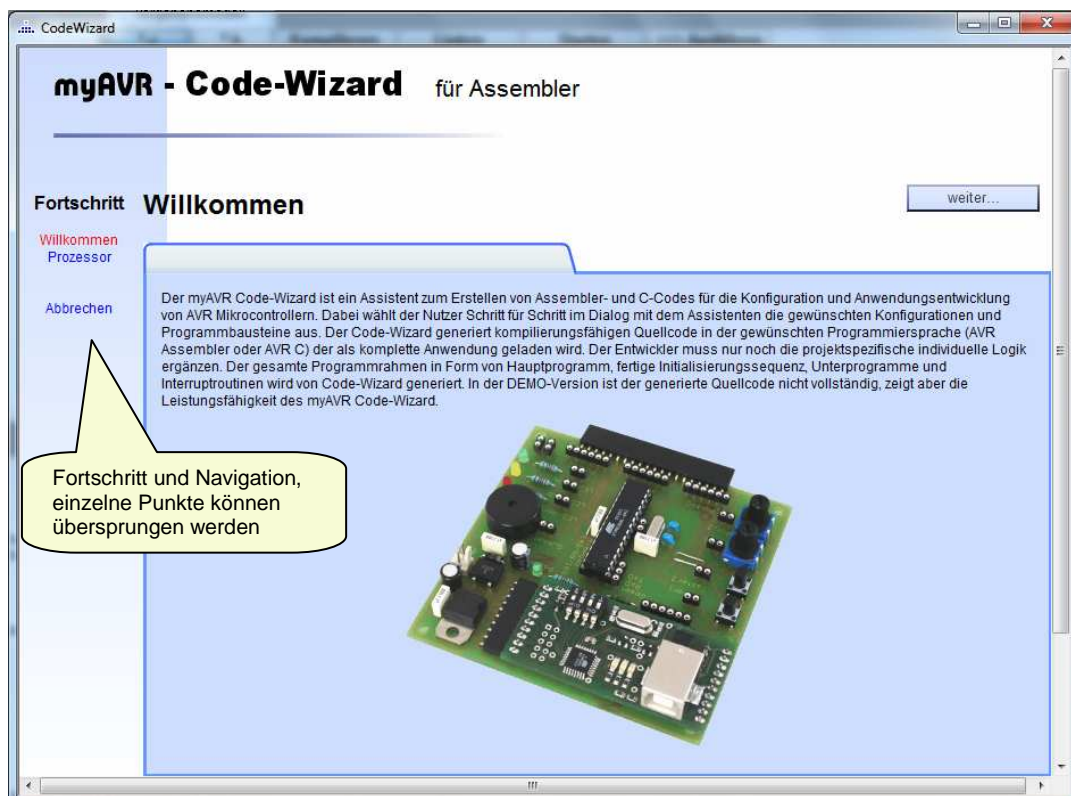 CodeWizard
myAVR - Code-Wizard für Assembler
Fortschritt
Willkommen
Prozessor
Abbrechen
Willkommen
weiter...
Der myAVR Code-Wizard ist ein Assistent zum Erstellen von Assembler- und C-Codes für die Konfiguration und Anwendungsentwicklung
von AVR Mikrocontrollern. Dabei wählt der Nutzer Schritt für Schritt im Dialog mit dem Assistenten die gewünschten Konfigurationen und
Programmbausteine aus. Der Code-Wizard generiert kompilierungsfähigen Quellcode in der gewünschten Programmiersprache (AVR
Assembler oder AVR C) der als komplette Anwendung geladen wird. Der Entwickler muss nur noch die projektspezifische individuelle Logik
ergänzen. Der gesamte Programmrahmen in Form von Hauptprogramm, fertige Initialisierungssequenz, Unterprogramme und
Interruptroutinen wird von Code-Wizard generiert. In der DEMO-Version ist der generierte Quellcode nicht vollständig, zeigt aber die
Leistungsfähigkeit des myAVR Code-Wizard.
Fortschritt und Navigation,
einzelne Punkte können
übersprungen werden